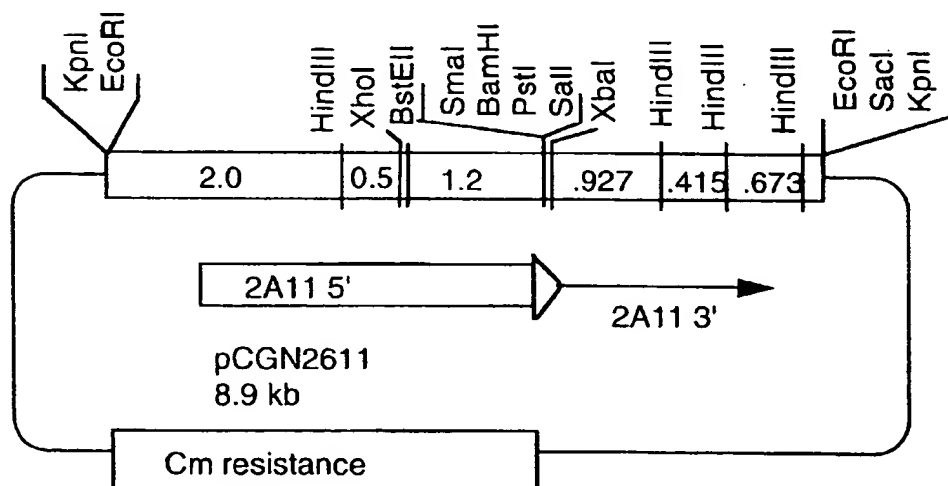 KpnI
EcoRI
HindIII
XhoI
BstEII
SmaI
BamHI
PstI
SalI
XbaI
HindIII
HindIII
HindIII
EcoRI
SacI
KpnI
2.0
0.5
1.2
.927
.415
.673
2A11 5'
2A11 3'
pCGN2611
8.9 kb
Cm resistance